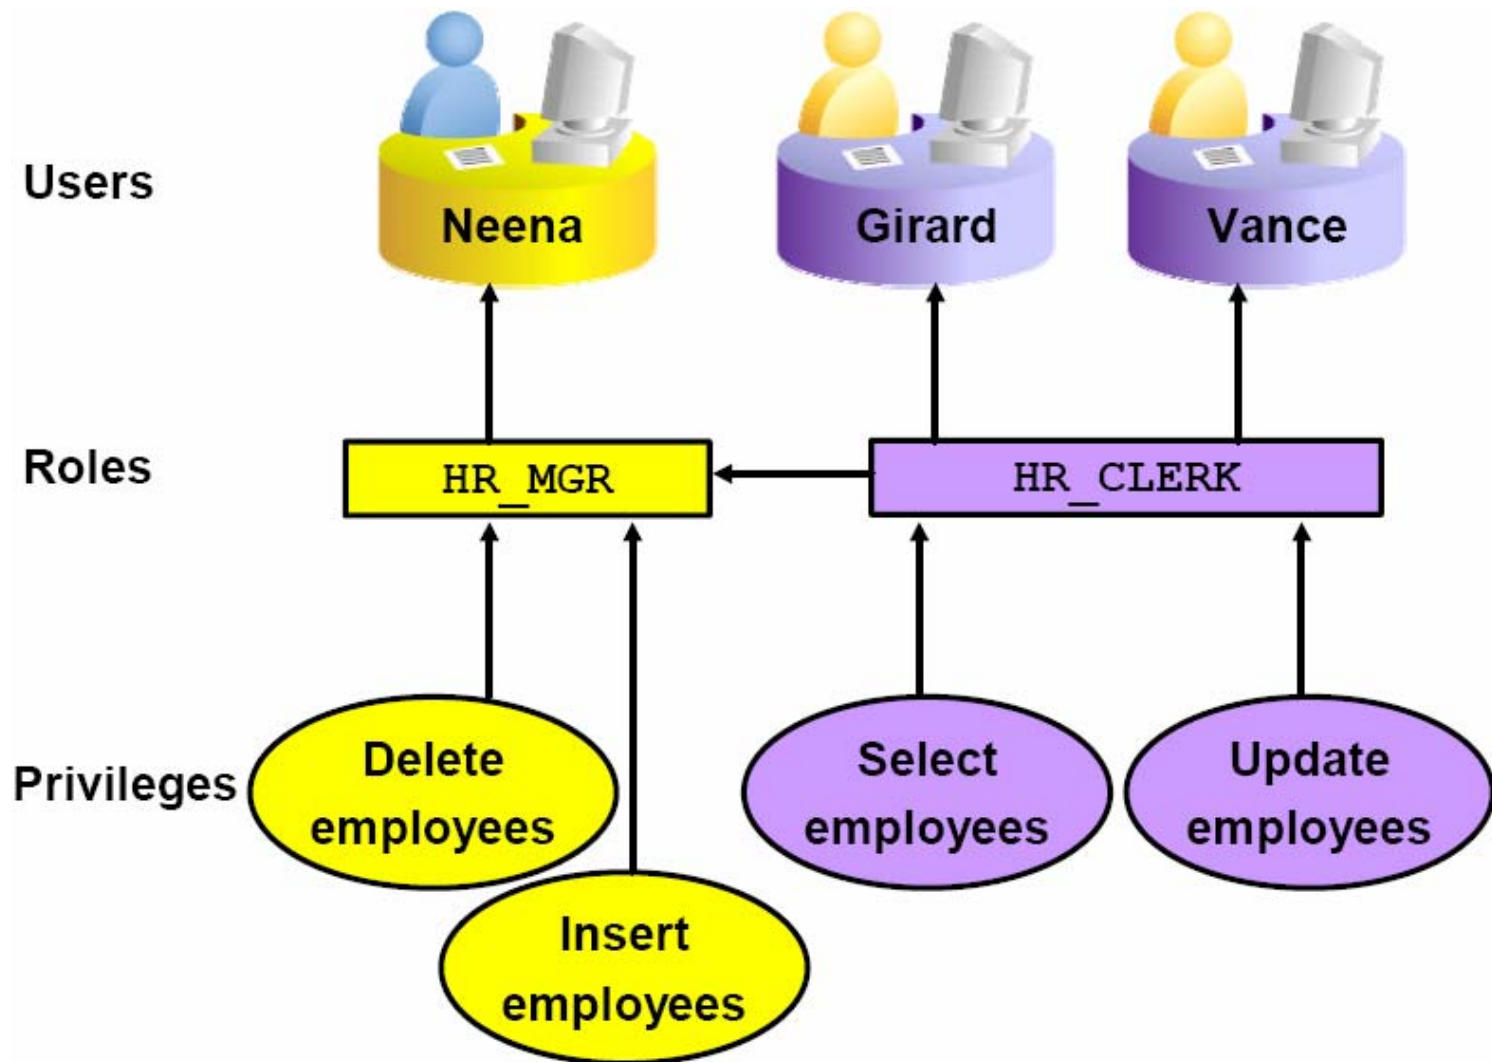 Users
Neena
Girard
Vance
Roles
HR_MGR
HR_CLERK
Privileges
Delete
employees
Select
employees
Update
employees
Insert
employees